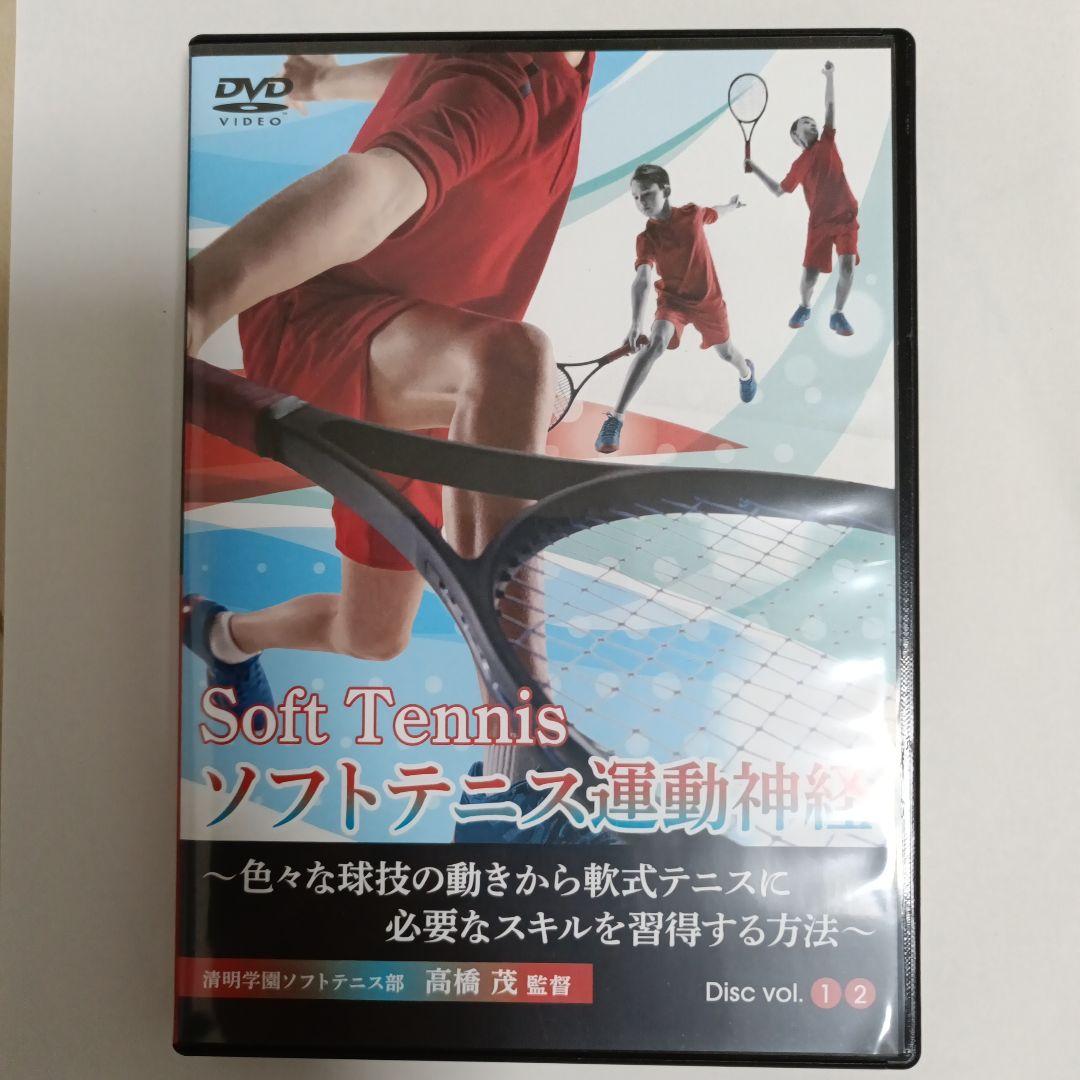 DVD
VIDEO
Soft Tennis
ソフトテニス運動神経
～色々な球技の動きから軟式テニスに
必要なスキルを習得する方法～
清明学園ソフトテニス部 高橋 茂 監督
Disc vol. 1 2